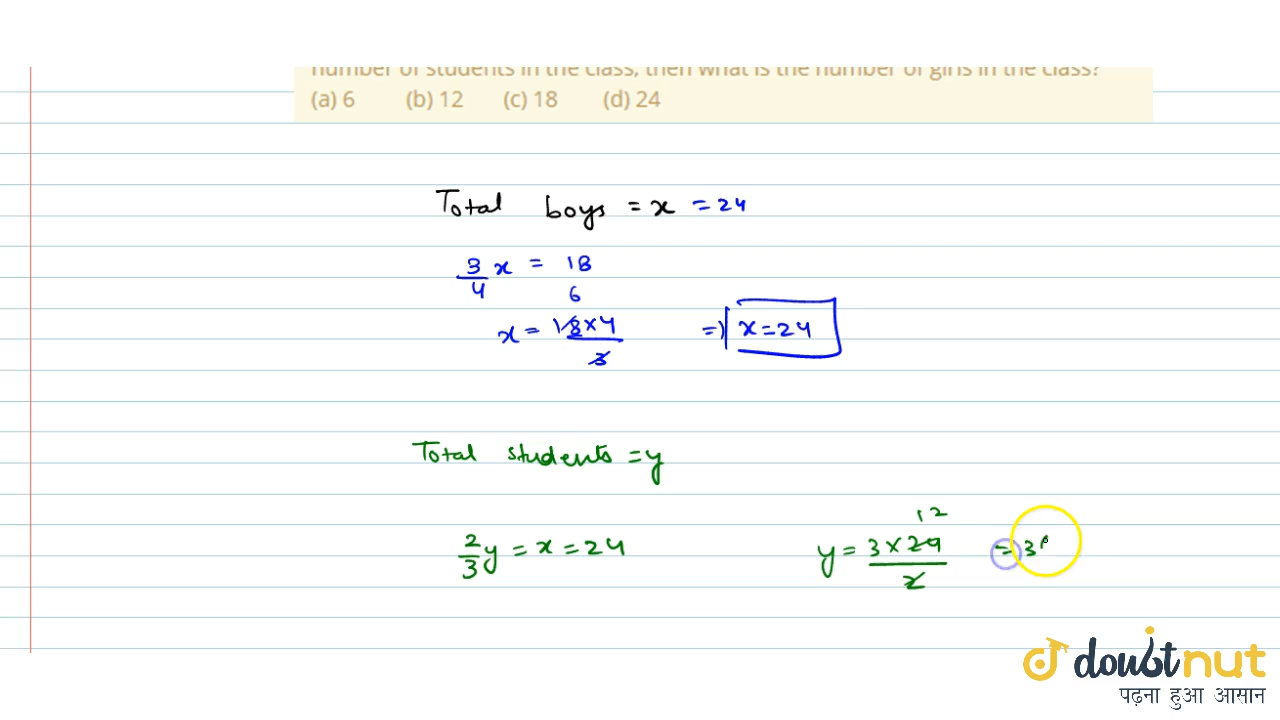 number of students in the class, then what is the number of girls in the class?
(a) 6 (b) 12 (c) 18 (d) 24
Total boys = x = 24
3/4 x = 18
6
x = 18×4/3 => x = 24
Total students = y
12
2/3 y = x = 24 y = 3×24/2 = 3
doubtnut
पढ़ना हुआ आसान